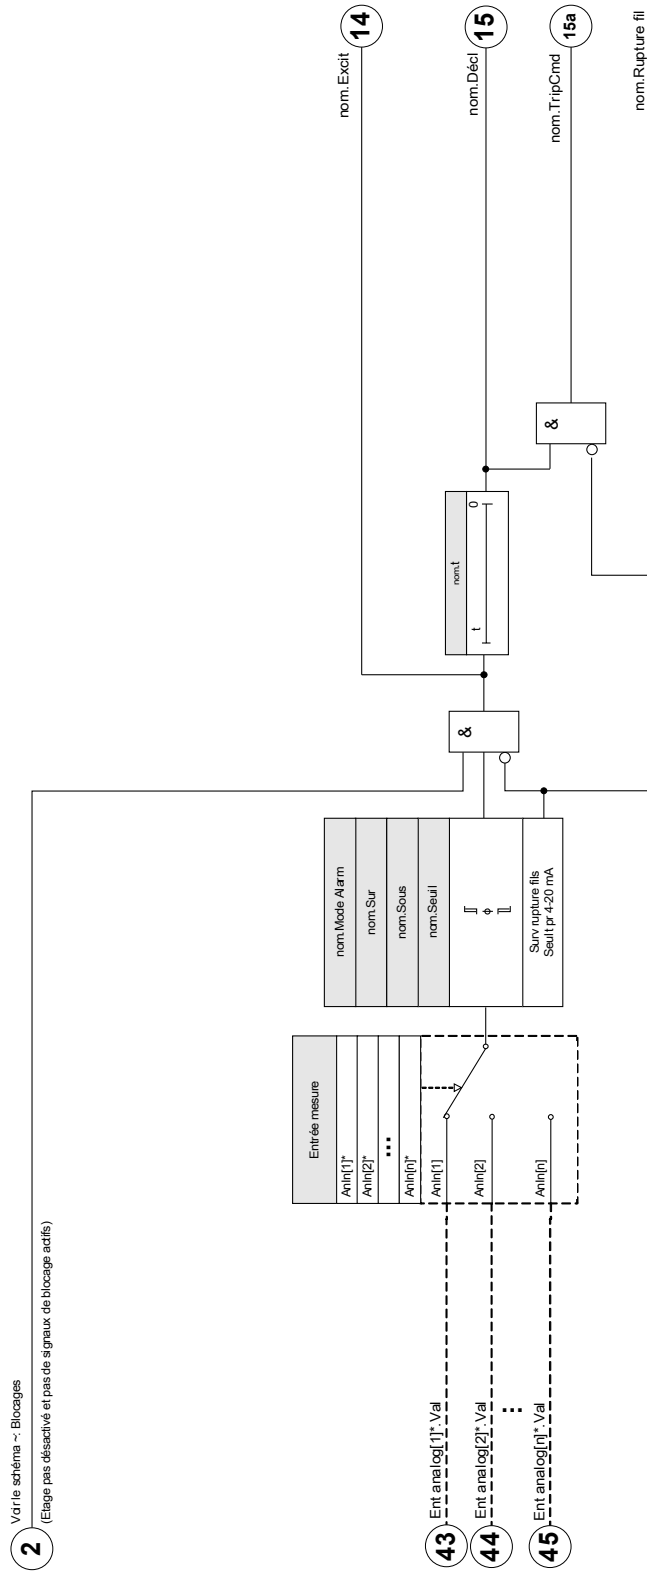 2
Voir le schéma ~: Blocages
(Etage pas désactivé et pas de signaux de blocage actifs)
nom.Excit
14
nom.Mode Alarm
nom.Sur
nom.Sous
nom.Seuil
φ
Surv rupture fils
Seult pr 4-20 mA
Entrée mesure
AnIn[1]*
AnIn[2]*
...
AnIn[n]*
AnIn[1]
AnIn[2]
AnIn[n]
43
Ent analog[1]*.Val
44
Ent analog[2]*.Val
...
45
Ent analog[n]*.Val
&
nom.t
t
0
nom.Décl
15
&
nom.TripCmd
15a
nom.Rupture fil